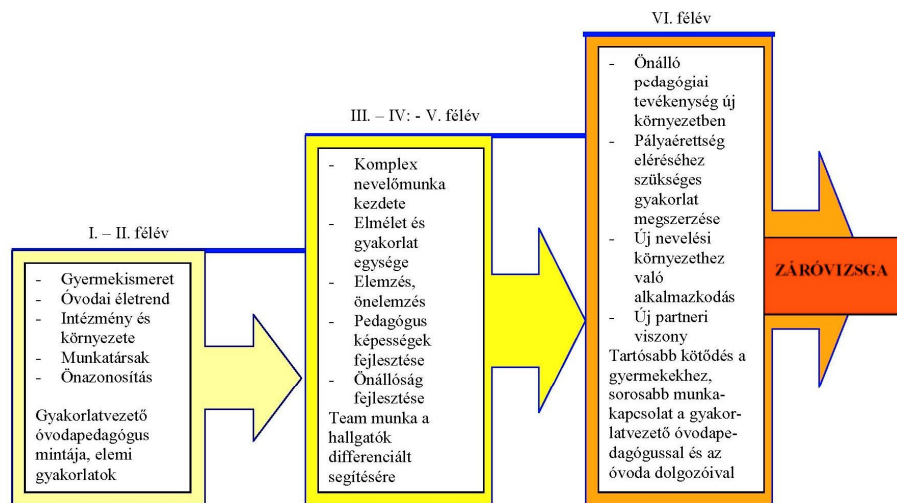 I. – II. félév
- Gyermekismeret
- Óvodai életrend
- Intézmény és
környezete
- Munkatársak
- Önazonosítás
Gyakorlatvezető
óvodapedagógus
mintája, elemi
gyakorlatok
III. – IV: - V. félév
- Komplex
nevelőmunka
kezdete
- Elmélet és
gyakorlat
egysége
- Elemzés,
önelemzés
- Pedagógus
képességek
fejlesztése
- Önállóság
fejlesztése
Team munka a
hallgatók
differenciált
segítésére
VI. félév
- Önálló
pedagógiai
tevékenység új
környezetben
- Pályaérettség
eléréséhez
szükséges
gyakorlat
megszerzése
- Új nevelési
környezethez
való
alkalmazkodás
- Új partneri
viszony
Tartósabb kötődés a
gyermekekhez,
sorosabb munka-
kapcsolat a gyakor-
latvezető óvodape-
dagógussal és az
óvoda dolgozóival
ZÁRÓVIZSGA